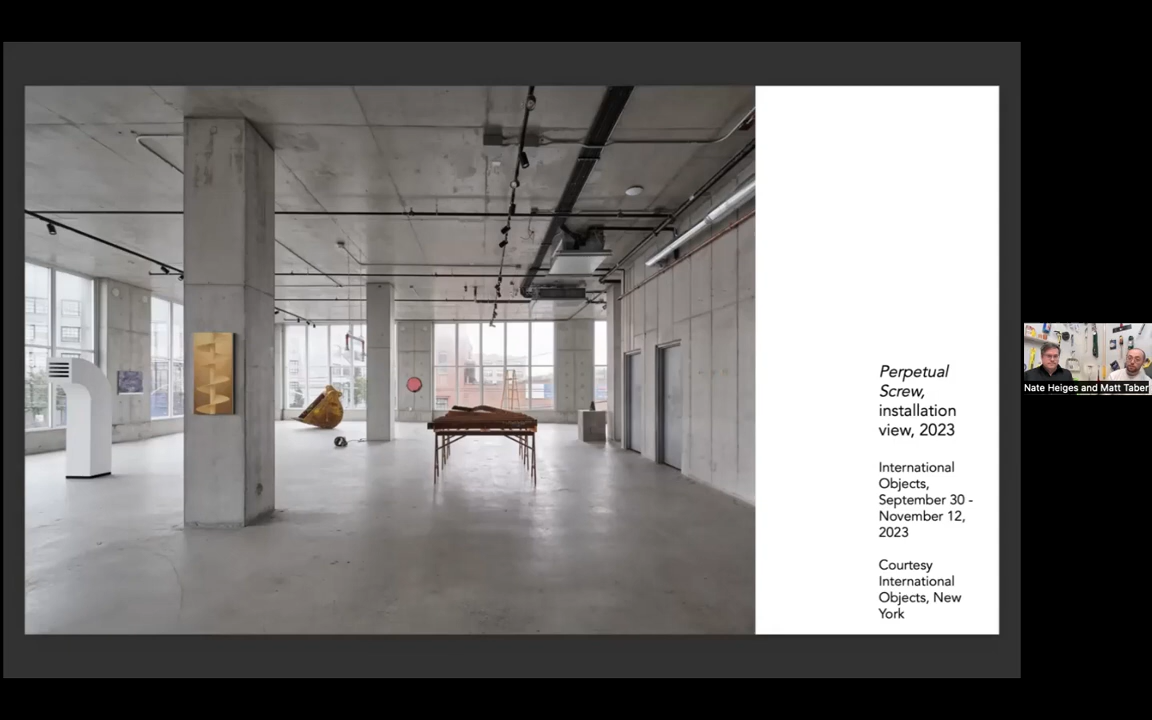 Perpetual
Screw,
installation
view, 2023
International
Objects,
September 30 -
November 12,
2023
Courtesy
International
Objects, New
York
Nate Heiges and Matt Taber